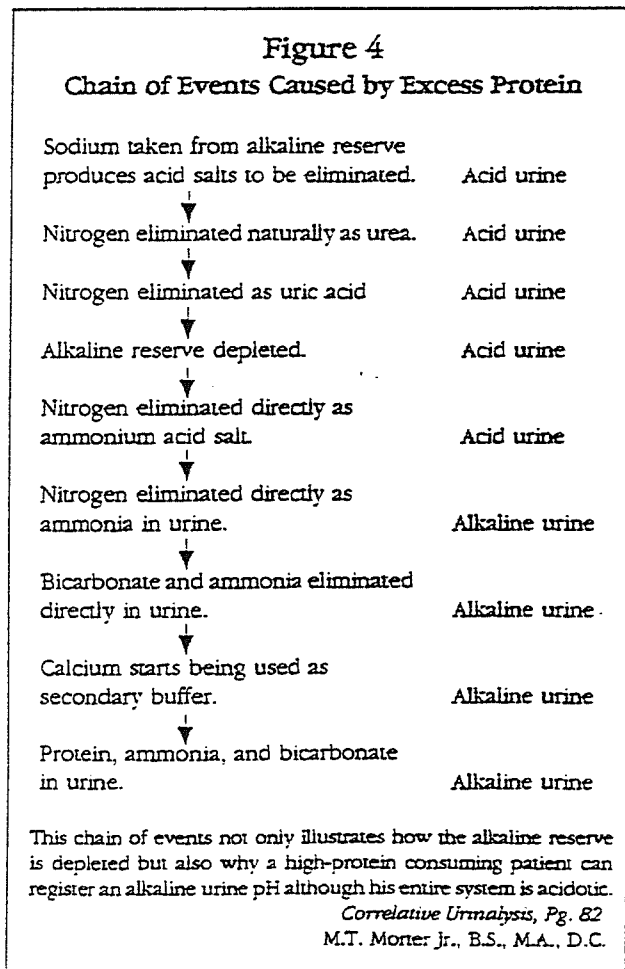 Figure 4
Chain of Events Caused by Excess Protein
Sodium taken from alkaline reserve
produces acid salts to be eliminated. Acid urine
Nitrogen eliminated naturally as urea. Acid urine
Nitrogen eliminated as uric acid Acid urine
Alkaline reserve depleted. Acid urine
Nitrogen eliminated directly as
ammonium acid salt. Acid urine
Nitrogen eliminated directly as
ammonia in urine. Alkaline urine
Bicarbonate and ammonia eliminated
directly in urine. Alkaline urine
Calcium starts being used as
secondary buffer. Alkaline urine
Protein, ammonia, and bicarbonate
in urine. Alkaline urine
This chain of events not only illustrates how the alkaline reserve
is depleted but also why a high-protein consuming patient can
register an alkaline urine pH although his entire system is acidotic.
Correlative Urinalysis, Pg. 82
M.T. Morter Jr., B.S., M.A., D.C.